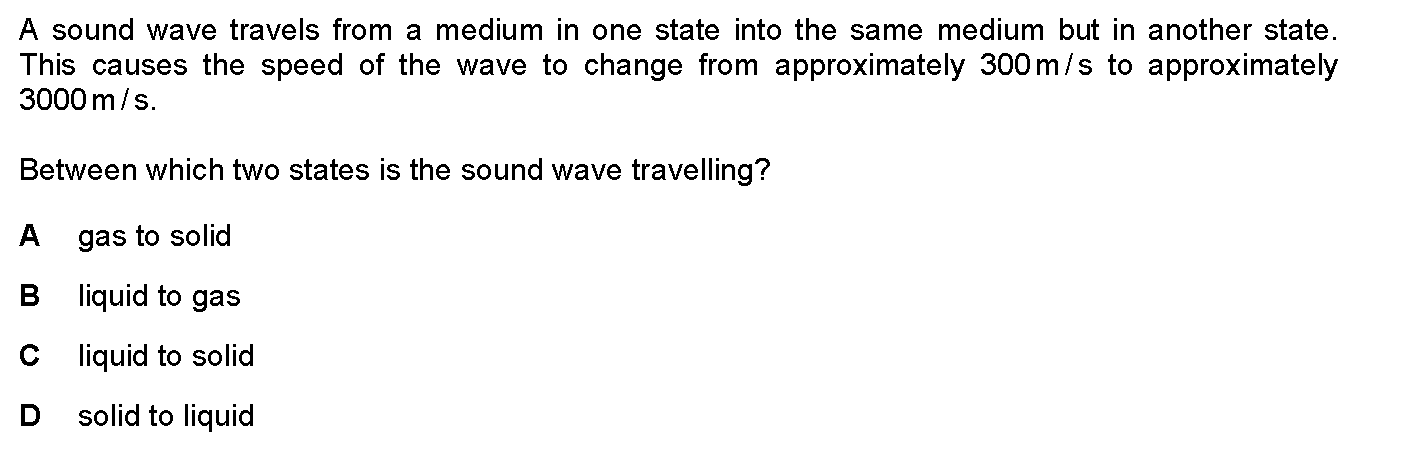 A sound wave travels from a medium in one state into the same medium but in another state.
This causes the speed of the wave to change from approximately 300 m / s to approximately
3000 m / s.
Between which two states is the sound wave travelling?
A gas to solid
B liquid to gas
C liquid to solid
D solid to liquid